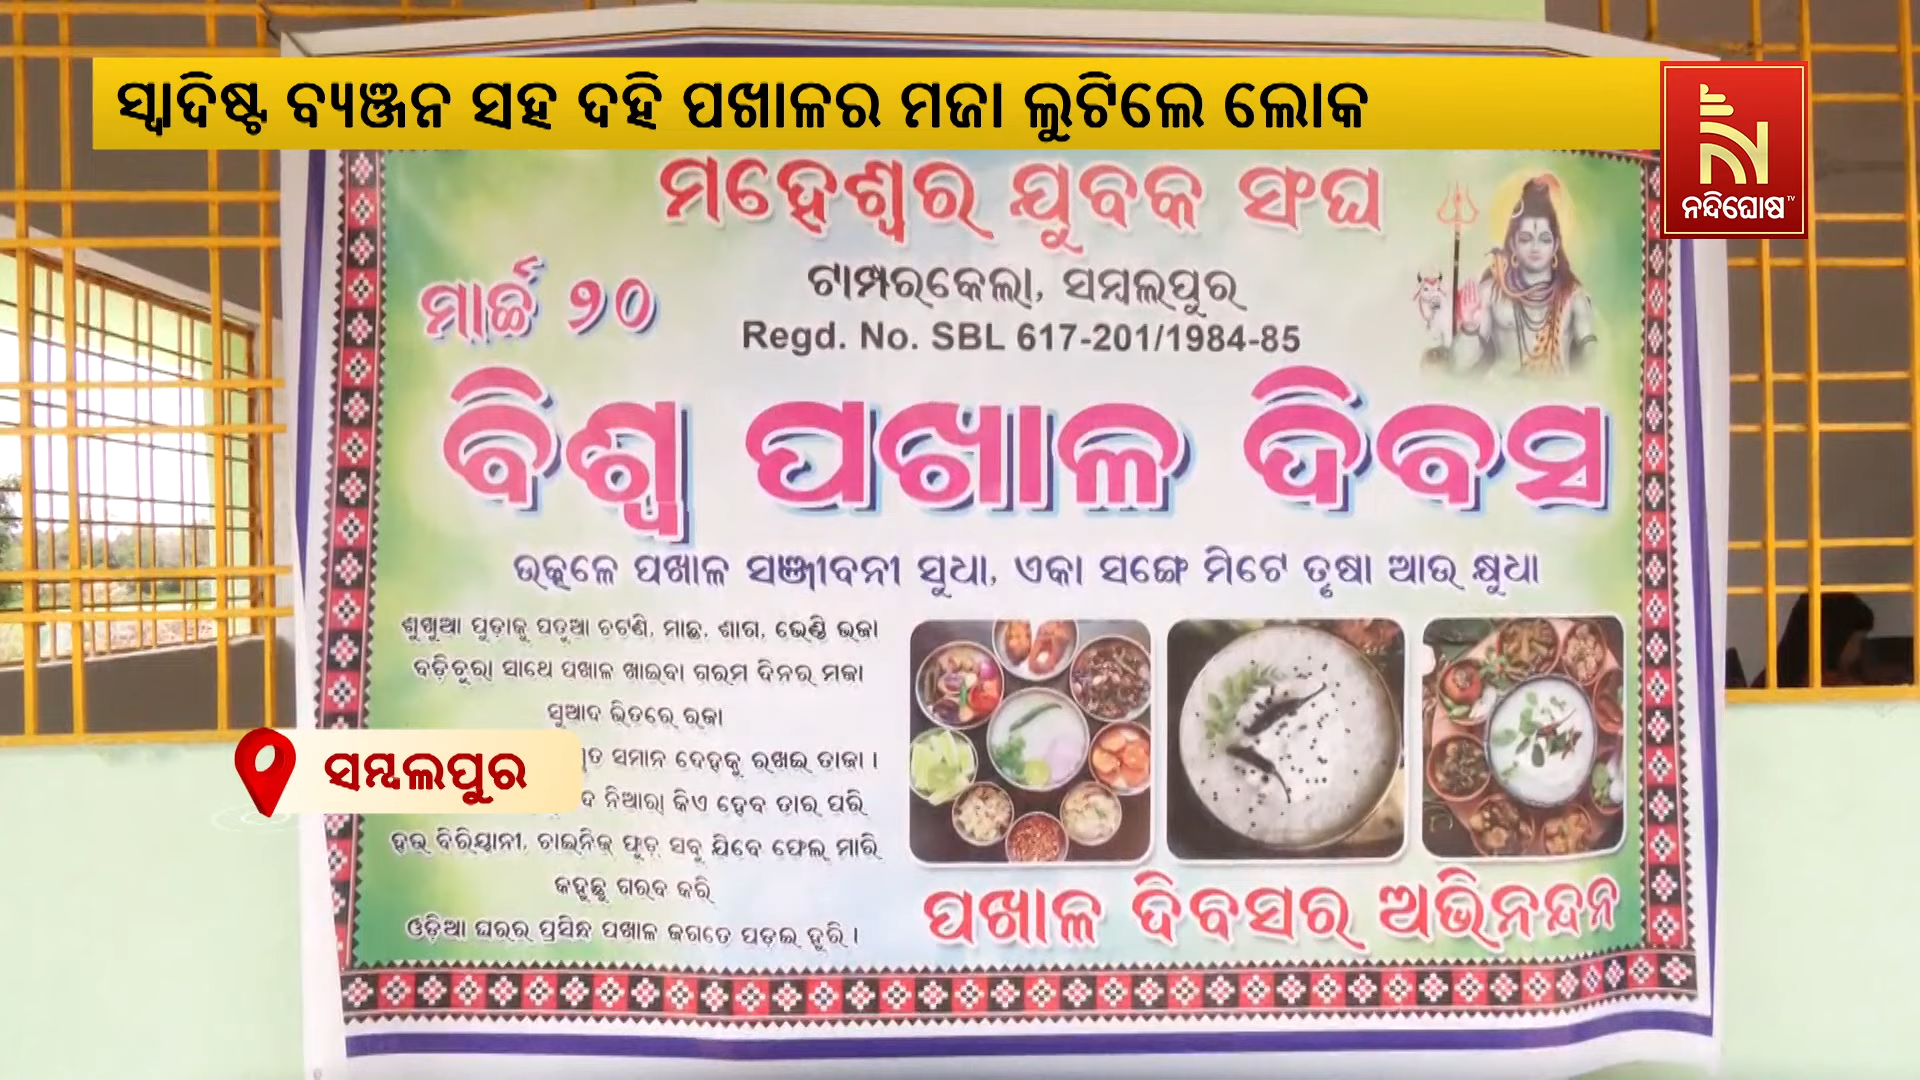 ସ୍ୱାଦିଷ୍ଟ ବ୍ୟଞ୍ଜନ ସହ ଦହି ପଖାଳର ମଜା ଲୁଟିଲେ ଲୋକ
ନନ୍ଦିଘୋଷ TV
ମହେଶ୍ୱର ଯୁବକ ସଂଘ
ମାର୍ଚ୍ଚ ୨୦
ଟାମ୍ପରକେଲା, ସମ୍ବଲପୁର
Regd. No. SBL 617-201/1984-85
ବିଶ୍ୱ ପଖାଳ ଦିବସ
ଉତ୍କଳେ ପଖାଳ ସଞ୍ଜୀବନୀ ସୁଧା, ଏକା ସଙ୍ଗେ ମିଟେ ତୃଷା ଆଉ କ୍ଷୁଧା
ଶୁଖୁଆ ପୁଡ଼ାକୁ ପତୁଆ ଚଟଣି, ମାଛ, ଶାଗ, ଭେଣ୍ଡି ଭଜା
ବଡ଼ିଚୁରା ସାଥେ ପଖାଳ ଖାଇବା ଗରମ ଦିନର ମଜା
ସୁଆଦ ଭିତରେ ରଜା
ସମାନ ଦେହକୁ ରଖଇ ତାଜା ।
ନିଆରା କିଏ ହେବ ତାର ପରି
ହଉ ବିରିୟାନୀ, ଚାଇନିଜ୍ ଫୁଡ୍ ସବୁ ଯିବେ ଫେଲ୍ ମାରି
କହୁଛୁ ଗରବ କରି
ଓଡ଼ିଆ ଘରର ପ୍ରସିଦ୍ଧ ପଖାଳ ଜଗତେ ପଡ଼ଇ ହୁରି ।
ପଖାଳ ଦିବସର ଅଭିନନ୍ଦନ
ସମ୍ବଲପୁର